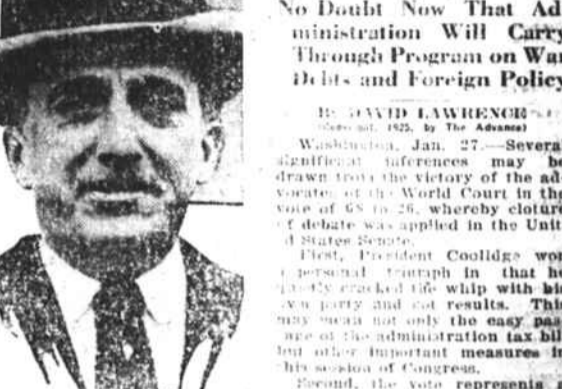 No Doubt Now That Ad-
ministration Will Carry
Through Program on War
Debts and Foreign Policy
By DAVID LAWRENCE
1925, by The Advance)
Washington, Jan. 27.—Several
significant inferences may be
drawn from the victory of the ad-
vocates of the World Court in the
vote of 68 to 26, whereby cloture
of debate was applied in the Unit-
d States Senate.
First, President Coolidge won
a personal triumph in that he
cracked the whip with his
own party and got results. This
may mean not only the easy pas-
sage of the administration tax bill
but other important measures in
this session of Congress.
Second, the vote represents a